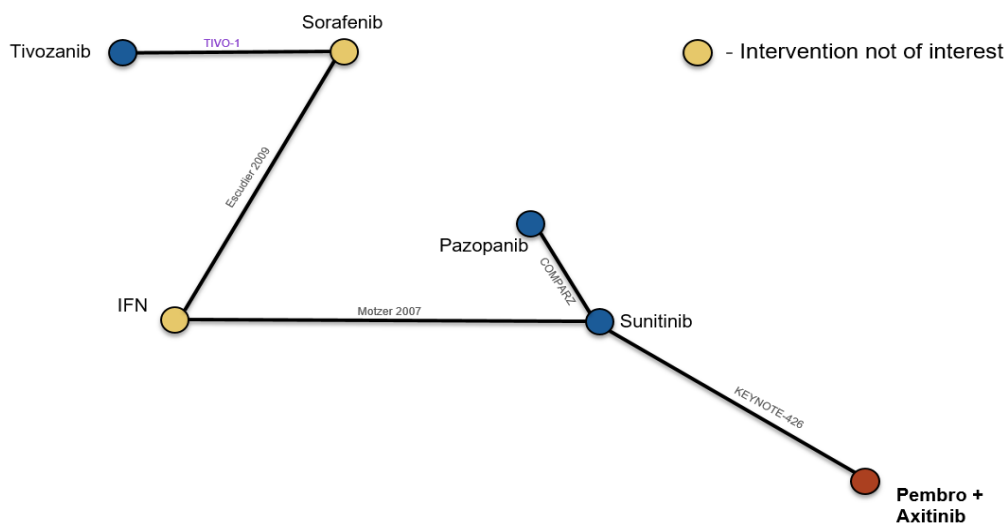 Sorafenib
Tivozanib
TIVO-1
- Intervention not of interest
Escudier 2009
Pazopanib
COMPARZ
IFN
Motzer 2007
Sunitinib
KEYNOTE-426
Pembro +
Axitinib